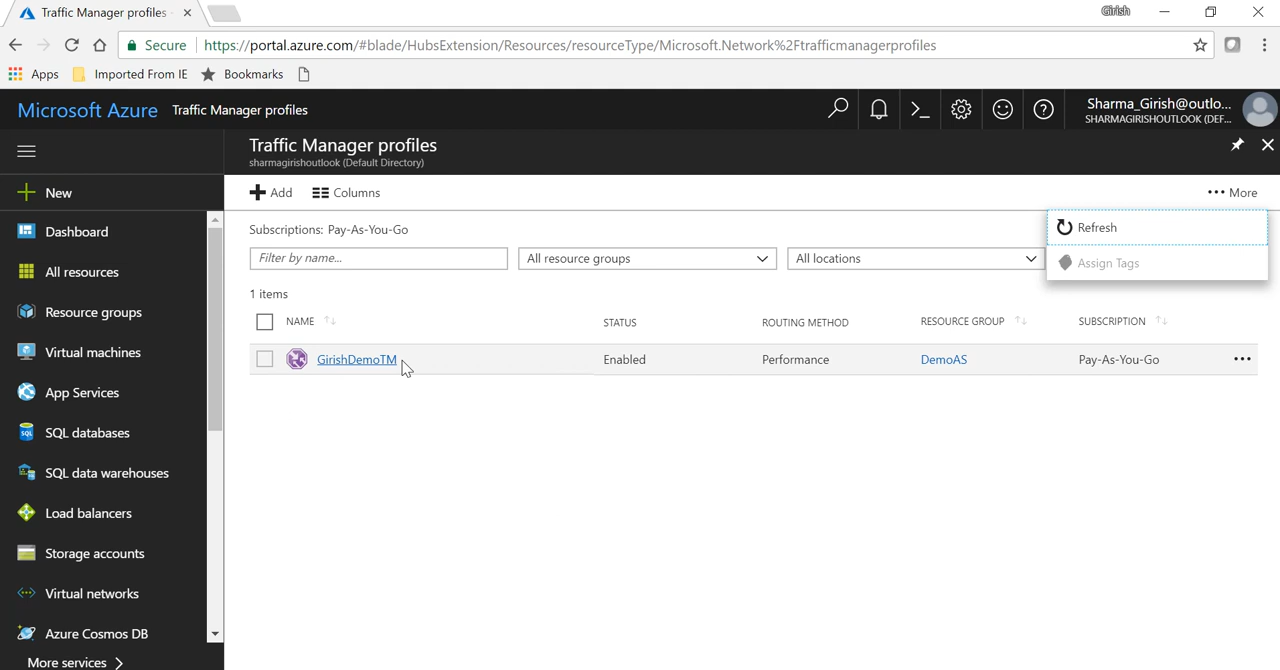 Traffic Manager profiles
Girish
Secure
https://portal.azure.com/#blade/HubsExtension/Resources/resourceType/Microsoft.Network%2Ftrafficmanagerprofiles
Apps Imported From IE Bookmarks
Microsoft Azure Traffic Manager profiles
Sharma_Girish@outlo...
SHARMAGIRISHOUTLOOK (DEF...
Traffic Manager profiles
sharmagirishoutlook (Default Directory)
New
Dashboard
All resources
Resource groups
Virtual machines
App Services
SQL databases
SQL data warehouses
Load balancers
Storage accounts
Virtual networks
Azure Cosmos DB
More services
Add Columns More
Refresh
Assign Tags
Subscriptions: Pay-As-You-Go
Filter by name... All resource groups All locations
1 items
NAME STATUS ROUTING METHOD RESOURCE GROUP SUBSCRIPTION
GirishDemoTM Enabled Performance DemoAS Pay-As-You-Go